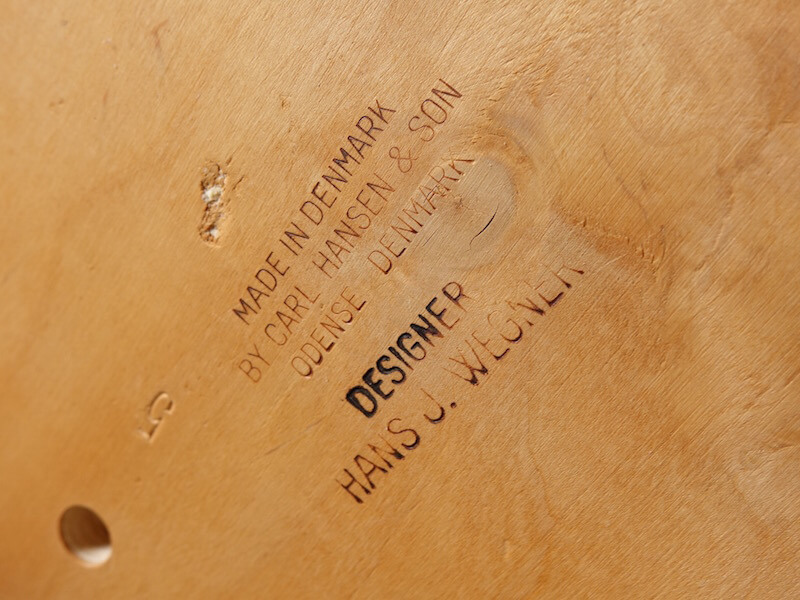 MADE IN DENMARK
BY CARL HANSEN & SON
ODENSE DENMARK
DESIGNER
HANS J. WEGNER